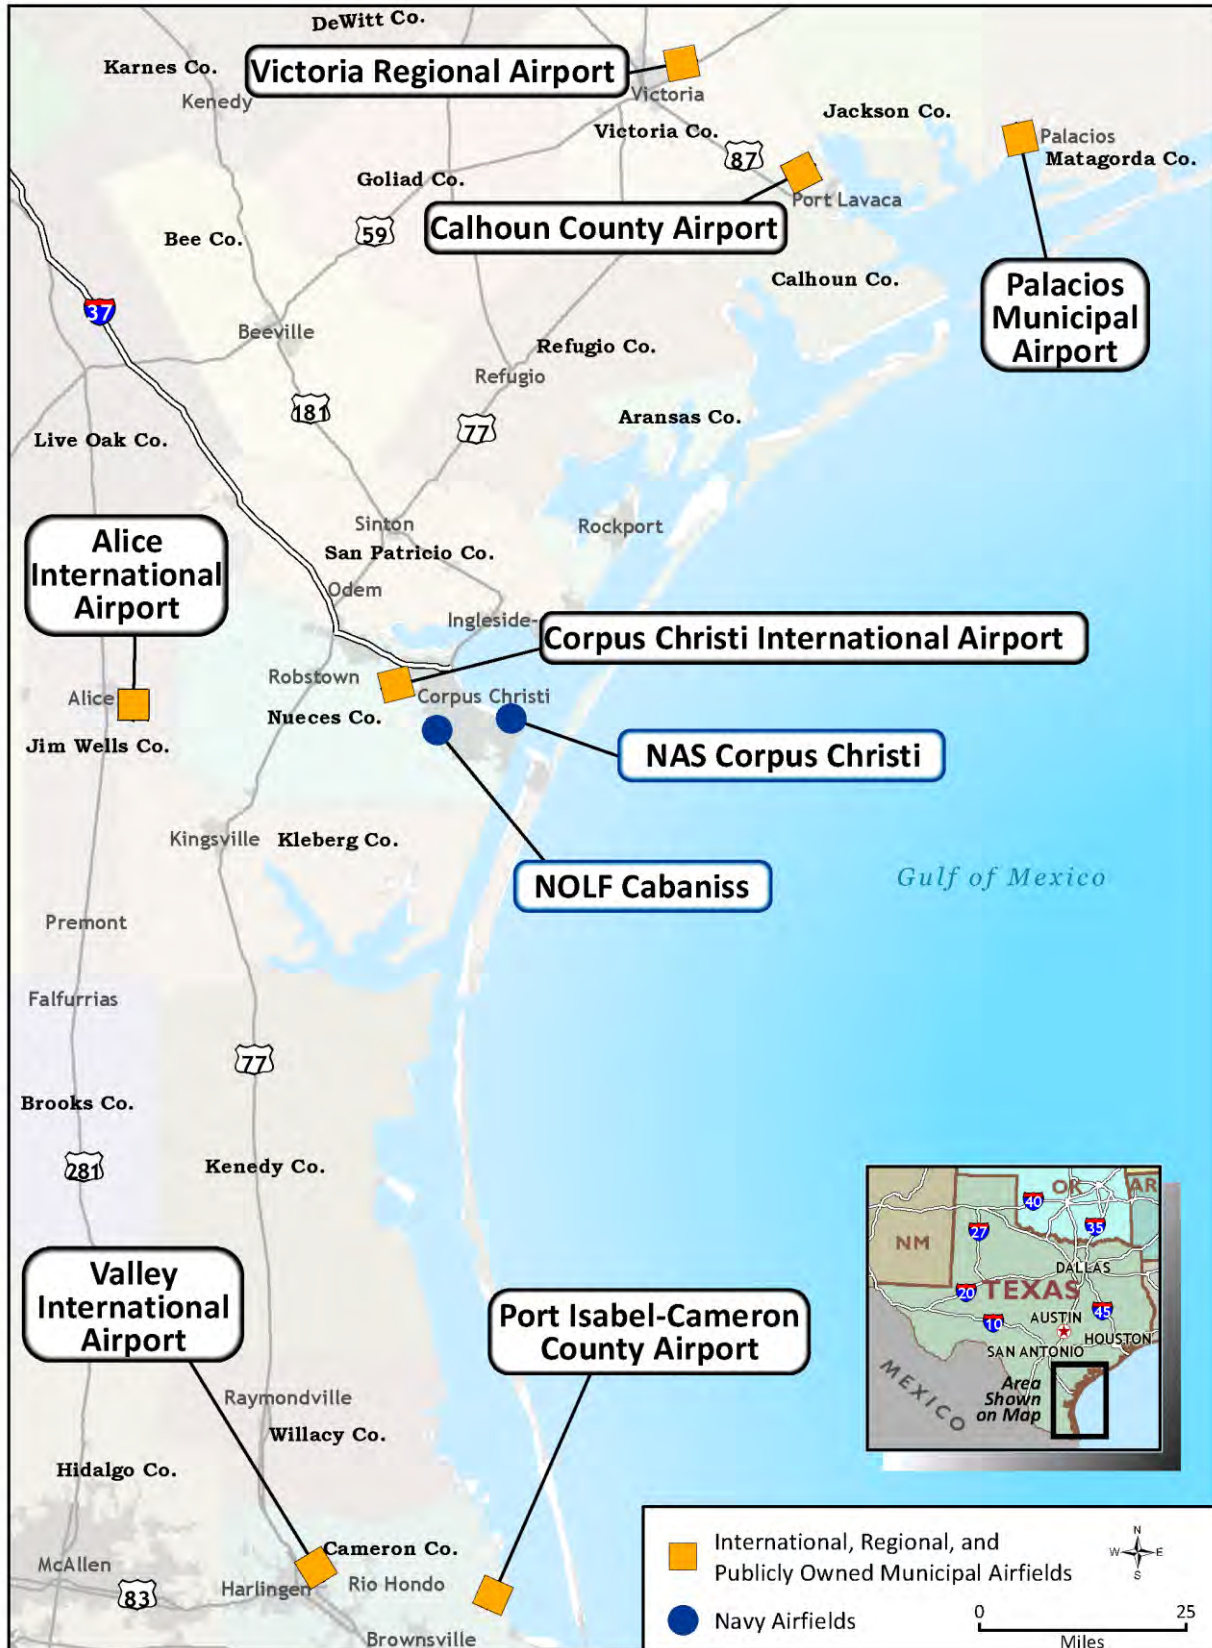 DeWitt Co.
Karnes Co.
Victoria Regional Airport
Kenedy
Victoria
Jackson Co.
Victoria Co.
Palacios
Matagorda Co.
87
Goliad Co.
Port Lavaca
Calhoun County Airport
59
Bee Co.
Calhoun Co.
Palacios
Municipal
Airport
37
Beeville
Refugio Co.
Refugio
181
Aransas Co.
77
Live Oak Co.
Sinton
Rockport
Alice
International
Airport
San Patricio Co.
Odem
Ingleside-
Corpus Christi International Airport
Robstown
Alice
Corpus Christi
Nueces Co.
Jim Wells Co.
NAS Corpus Christi
Kingsville
Kleberg Co.
NOLF Cabaniss
Gulf of Mexico
Premont
Falfurrias
77
Brooks Co.
281
Kenedy Co.
OK
AR
40
35
27
NM
DALLAS
20
TEXAS
45
10
AUSTIN
HOUSTON
SAN ANTONIO
MEXICO
Area
Shown
on Map
Valley
International
Airport
Port Isabel-Cameron
County Airport
Raymondville
Willacy Co.
Hidalgo Co.
Cameron Co.
McAllen
Harlingen
Rio Hondo
83
Brownsville
International, Regional, and
Publicly Owned Municipal Airfields
N
W
E
S
Navy Airfields
0
25
Miles